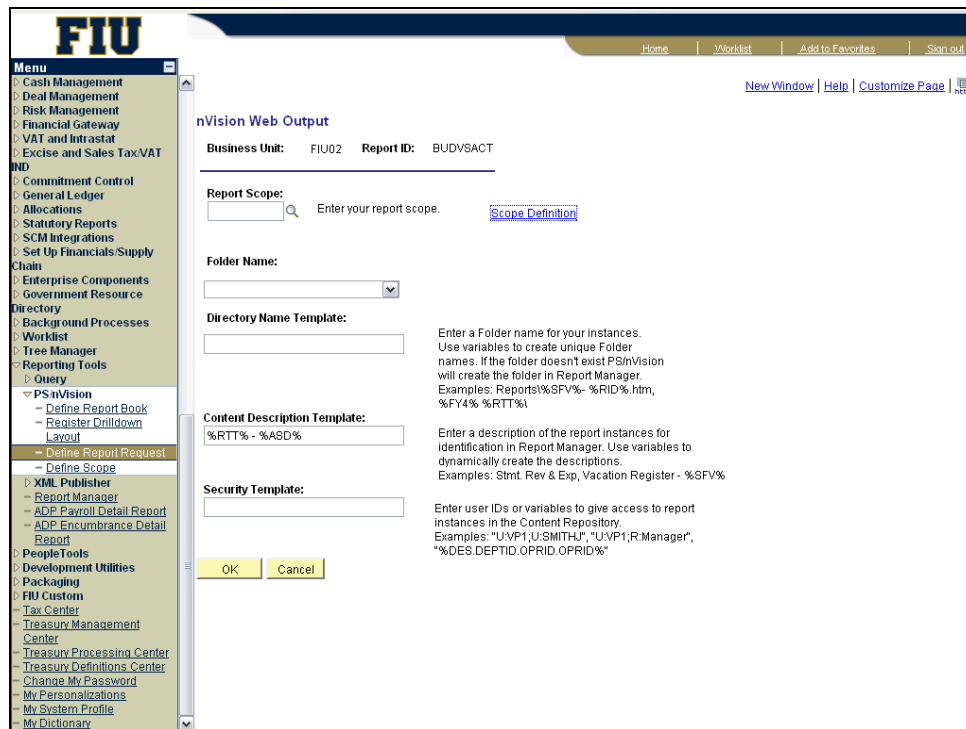 FIU
Home
Worklist
Add to Favorites
Sign out
Menu
Cash Management
Deal Management
Risk Management
Financial Gateway
VAT and Intrastat
Excise and Sales Tax/VAT
IND
Commitment Control
General Ledger
Allocations
Statutory Reports
SCM Integrations
Set Up Financials/Supply
Chain
Enterprise Components
Government Resource
Directory
Background Processes
Worklist
Tree Manager
Reporting Tools
Query
PS/nVision
Define Report Book
Register Drilldown
Layout
Define Report Request
Define Scope
XML Publisher
Report Manager
ADP Payroll Detail Report
ADP Encumbrance Detail
Report
PeopleTools
Development Utilities
Packaging
FIU Custom
Tax Center
Treasury Management
Center
Treasury Processing Center
Treasury Definitions Center
Change My Password
My Personalizations
My System Profile
My Dictionary
New Window | Help | Customize Page |
nVision Web Output
Business Unit: FIU02 Report ID: BUDVSACT
Report Scope:
Enter your report scope. Scope Definition
Folder Name:
Directory Name Template:
Enter a Folder name for your instances.
Use variables to create unique Folder
names. If the folder doesn't exist PS/nVision
will create the folder in Report Manager.
Examples: Reports\%SFV%- %RID%.htm,
%FY4% %RTT%\
Content Description Template:
%RTT% - %ASD%
Enter a description of the report instances for
identification in Report Manager. Use variables to
dynamically create the descriptions.
Examples: Stmt. Rev & Exp, Vacation Register - %SFV%
Security Template:
Enter user IDs or variables to give access to report
instances in the Content Repository.
Examples: "U:VP1;U:SMITHJ", "U:VP1;R:Manager",
"%DES.DEPTID.OPRID.OPRID%"
OK
Cancel